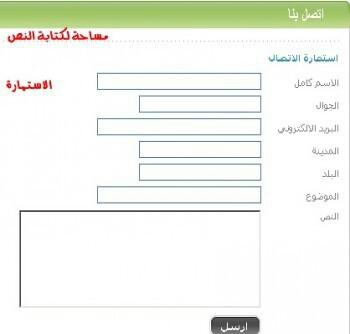 اتصل بنا
مساحة لكتابة النص
استمارة الاتصال
الاسم كامل
الاستمارة
الجوال
البريد الالكتروني
المدينة
البلد
الموضوع
النص
ارسل